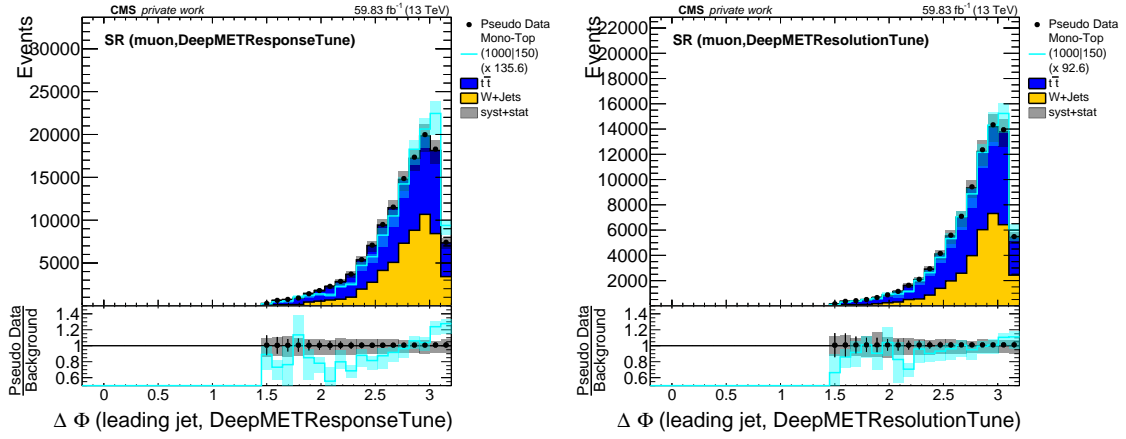 CMS private work 59.83 fb⁻¹ (13 TeV)
SR (muon,DeepMETResponseTune)
Events
30000
25000
20000
15000
10000
5000
Pseudo Data
Mono-Top
(1000|150)
(x 135.6)
t t̅
W+Jets
syst+stat
Pseudo Data
Background
1.4
1.2
1
0.8
0.6
0 0.5 1 1.5 2 2.5 3
Δ Φ (leading jet, DeepMETResponseTune)
CMS private work 59.83 fb⁻¹ (13 TeV)
SR (muon,DeepMETResolutionTune)
Events
22000
20000
18000
16000
14000
12000
10000
8000
6000
4000
2000
Pseudo Data
Mono-Top
(1000|150)
(x 92.6)
t t̅
W+Jets
syst+stat
Pseudo Data
Background
1.4
1.2
1
0.8
0.6
0 0.5 1 1.5 2 2.5 3
Δ Φ (leading jet, DeepMETResolutionTune)